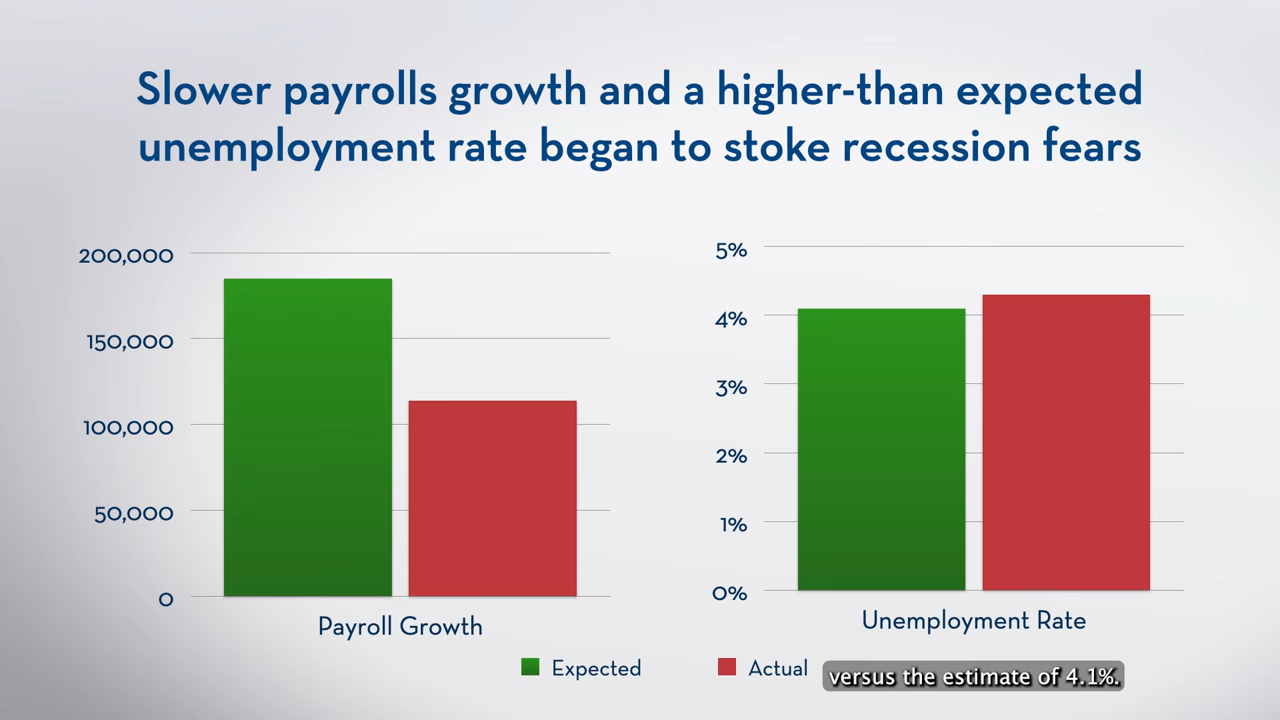 Slower payrolls growth and a higher-than expected
unemployment rate began to stoke recession fears
200,000
150,000
100,000
50,000
0
Payroll Growth
5%
4%
3%
2%
1%
0%
Unemployment Rate
Expected
Actual
versus the estimate of 4.1%.